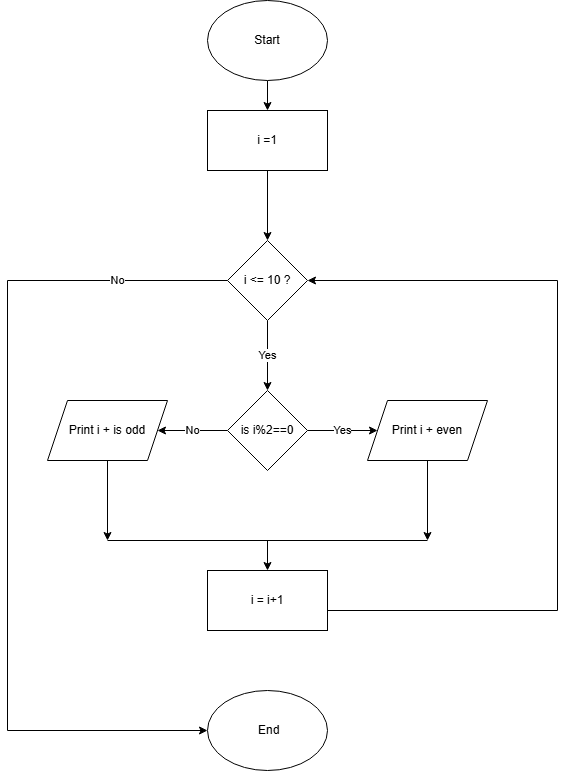 Start
i =1
i <= 10 ?
No
Yes
is i%2==0
No
Yes
Print i + is odd
Print i + even
i = i+1
End